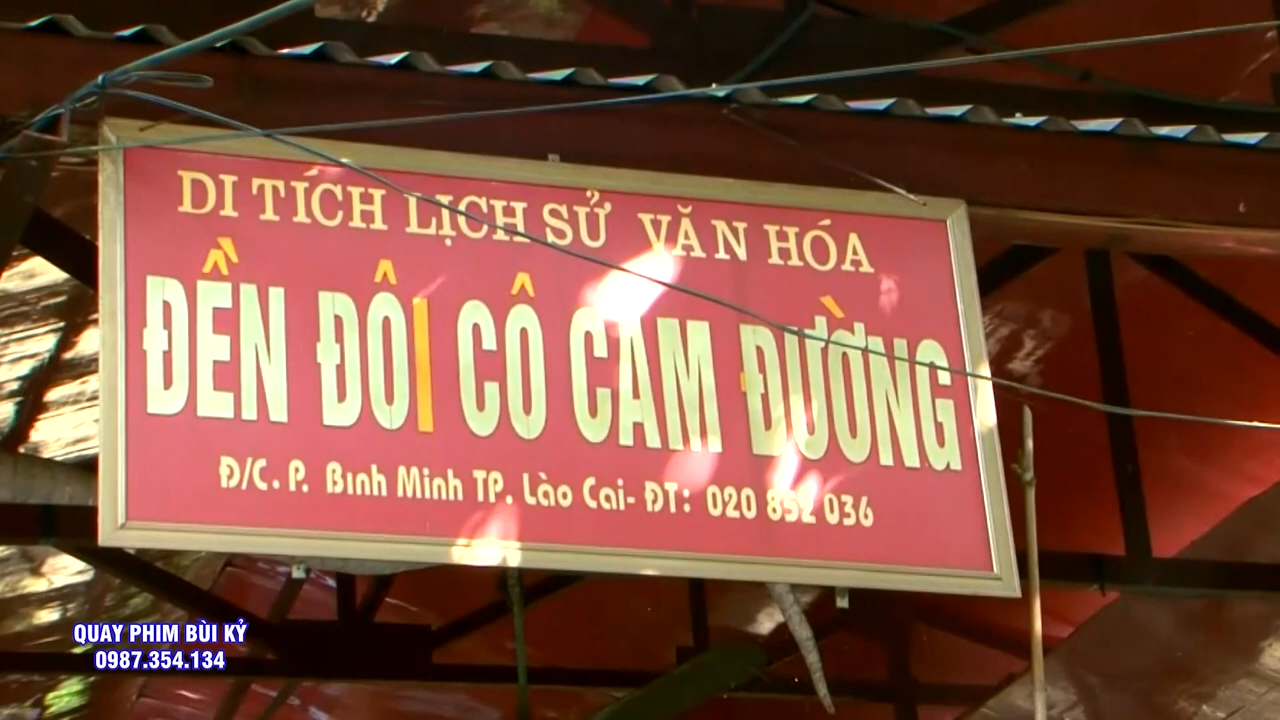 DI TÍCH LỊCH SỬ VĂN HÓA
ĐỀN ĐÔI CÔ CAM ĐƯỜNG
Đ/C. P. Bình Minh TP. Lào Cai- ĐT: 020 852 036
QUAY PHIM BÙI KỶ
0987.354.134